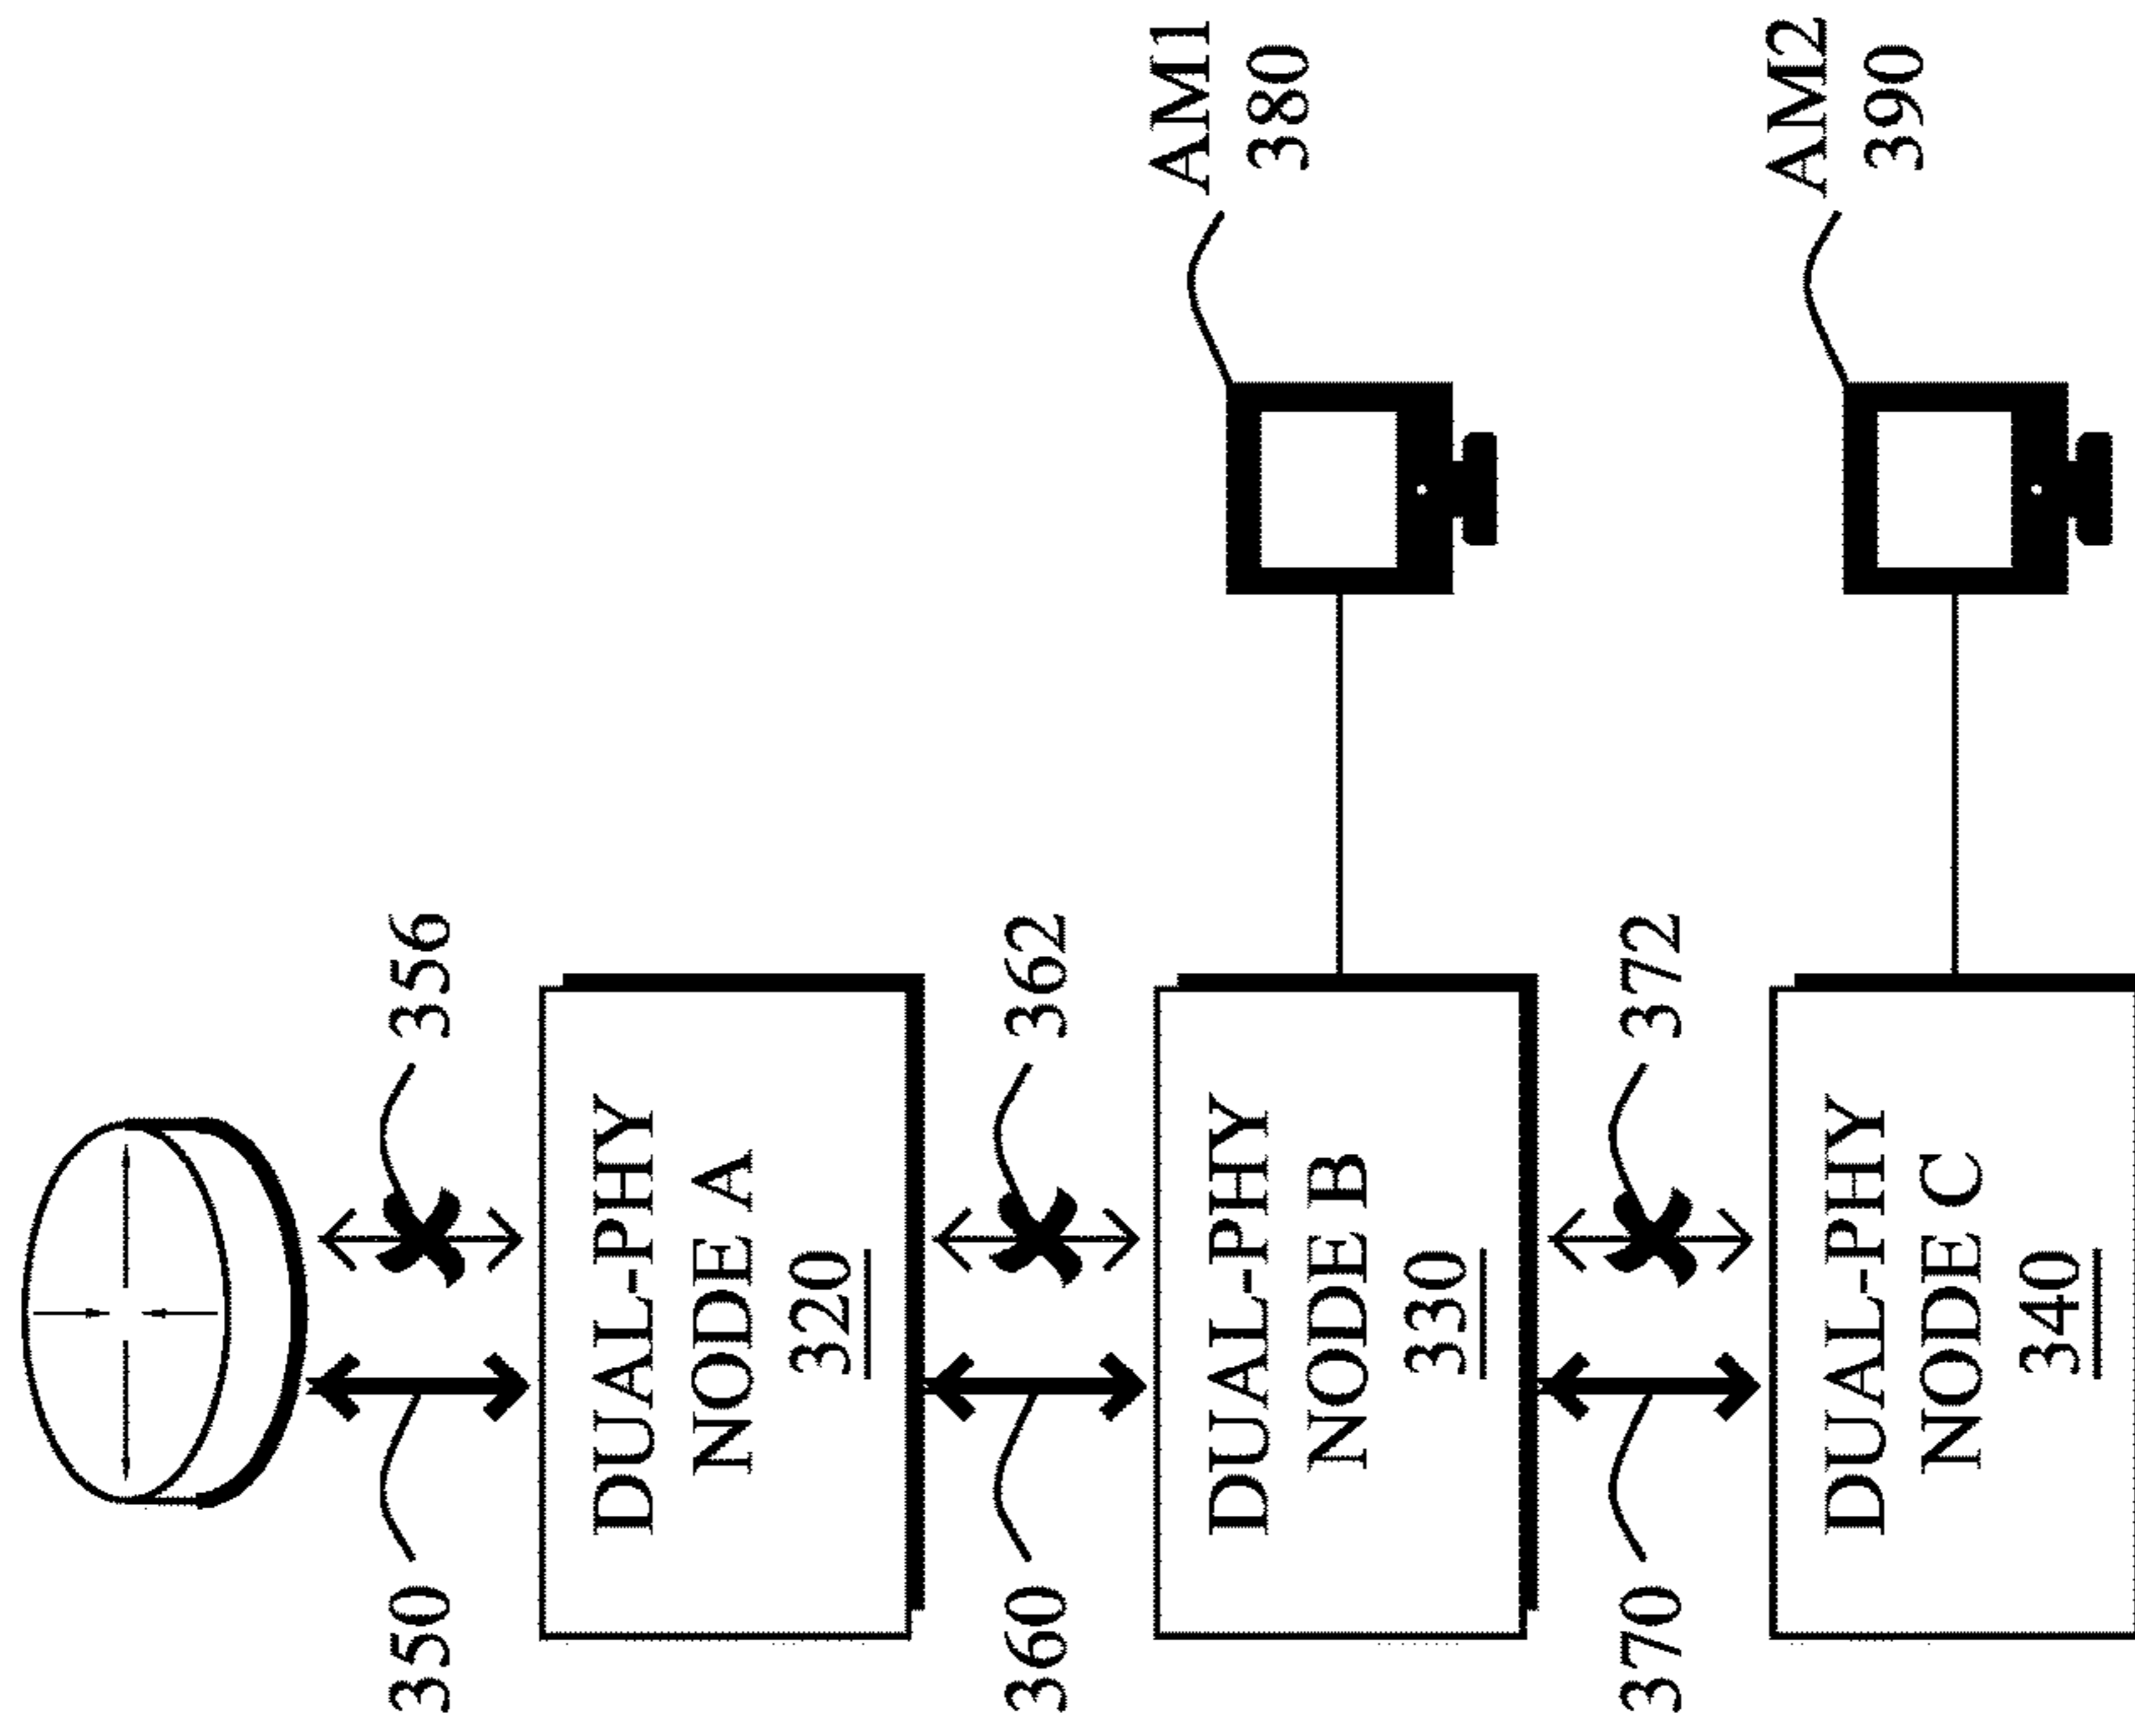 350
356
DUAL-PHY
NODE A
320
360
362
DUAL-PHY
NODE B
330
AM1
380
370
372
DUAL-PHY
NODE C
340
AM2
390